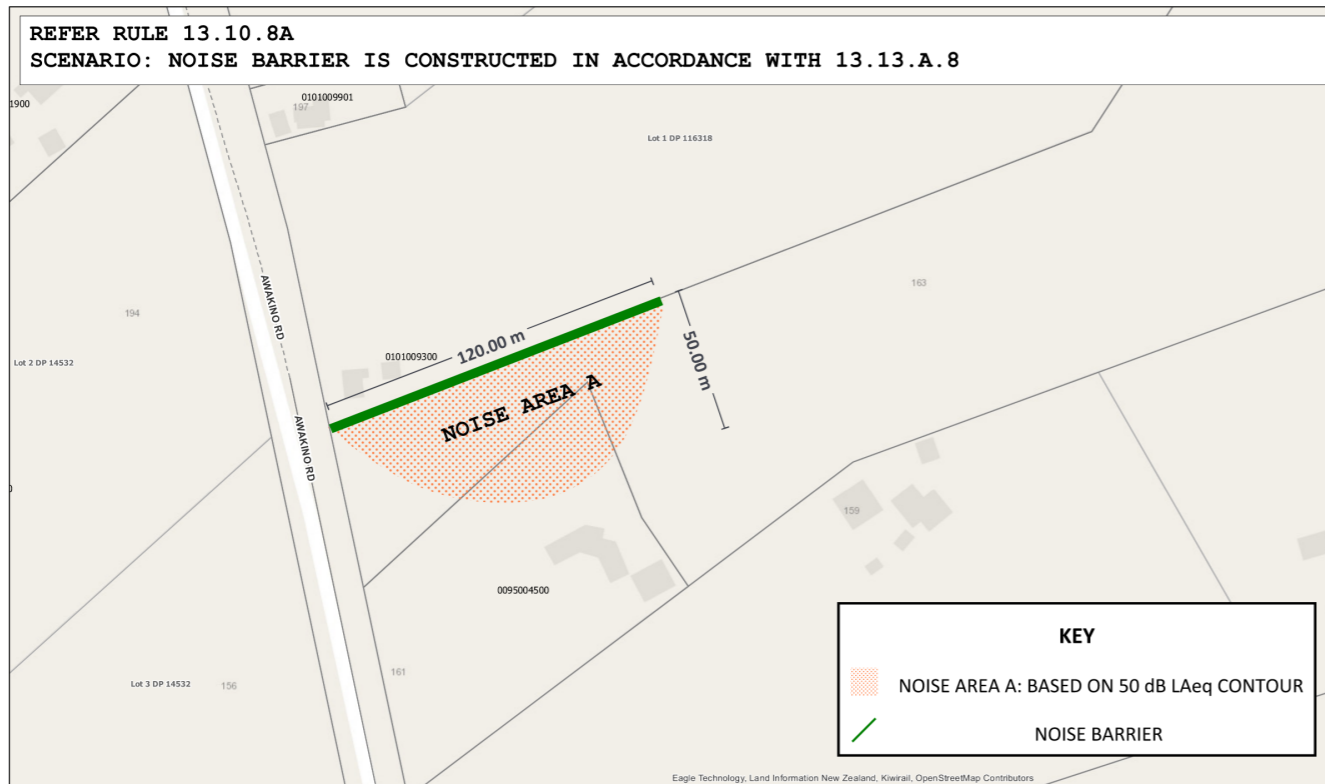 REFER RULE 13.10.8A
SCENARIO: NOISE BARRIER IS CONSTRUCTED IN ACCORDANCE WITH 13.13.A.8
1900
0101009901
197
Lot 1 DP 116318
163
AWAKINO RD
194
50.00 m
120.00 m
0101009300
Lot 2 DP 14532
NOISE AREA A
AWAKINO RD
0
159
0095004500
KEY
NOISE AREA A: BASED ON 50 dB LAeq CONTOUR
NOISE BARRIER
161
Lot 3 DP 14532
156
Eagle Technology, Land Information New Zealand, Kiwirail, OpenStreetMap Contributors